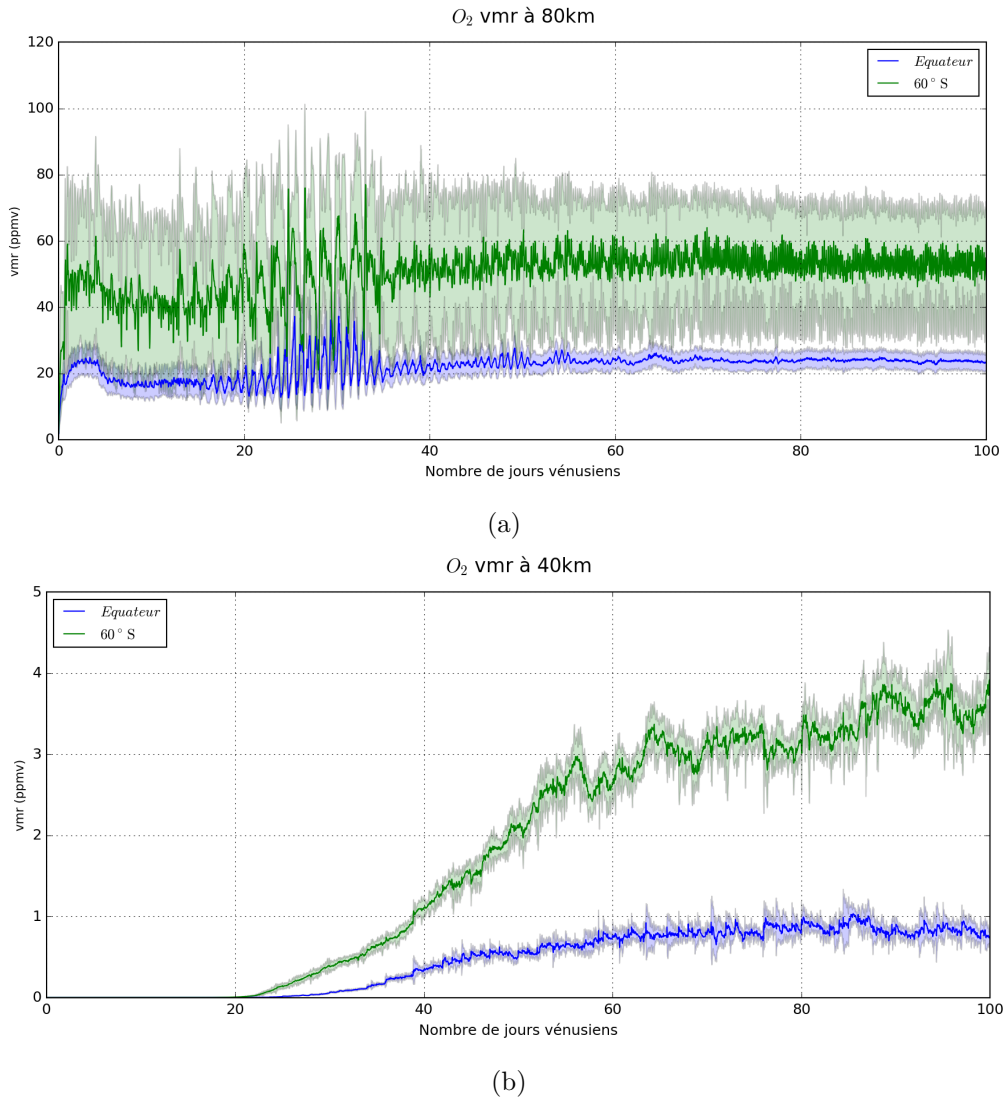 O₂ vmr à 80km
120
100
80
60
40
20
0
vmr (ppmv)
Equateur
60° S
0 20 40 60 80 100
Nombre de jours vénusiens
(a)
O₂ vmr à 40km
5
4
3
2
1
0
vmr (ppmv)
Equateur
60° S
0 20 40 60 80 100
Nombre de jours vénusiens
(b)